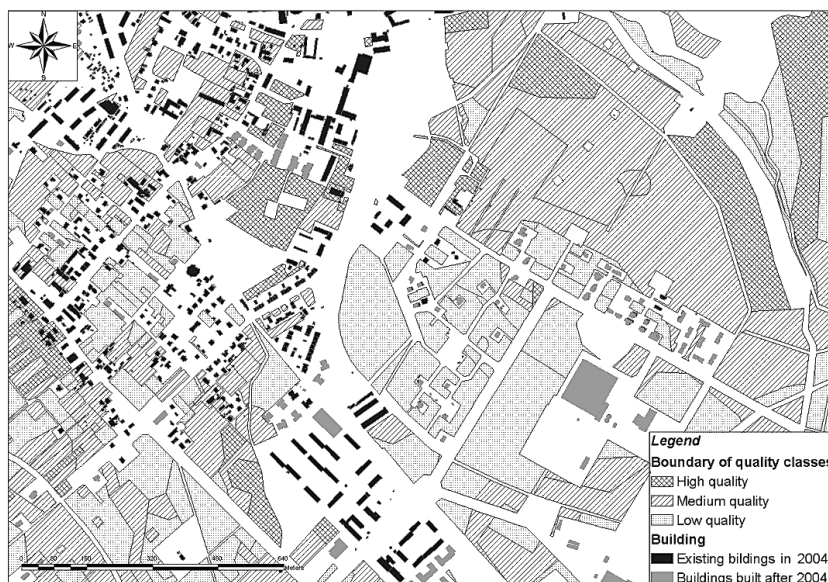 N
W E
S
Legend
Boundary of quality classes
High quality
Medium quality
Low quality
Building
Existing bildings in 2004
Buildings built after 2004
0 80 160 320 480 640
Meters